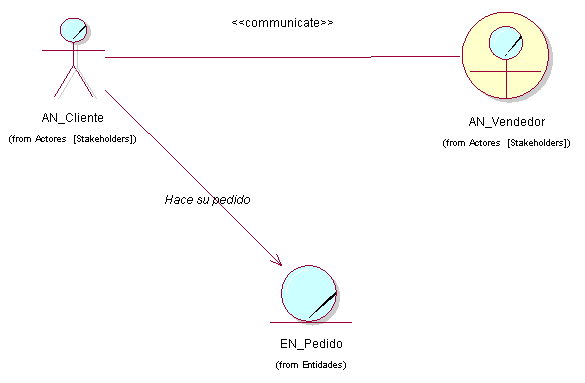 <<communicate>>
AN_Cliente
(from Actores [Stakeholders])
AN_Vendedor
(from Actores [Stakeholders])
Hace su pedido
EN_Pedido
(from Entidades)